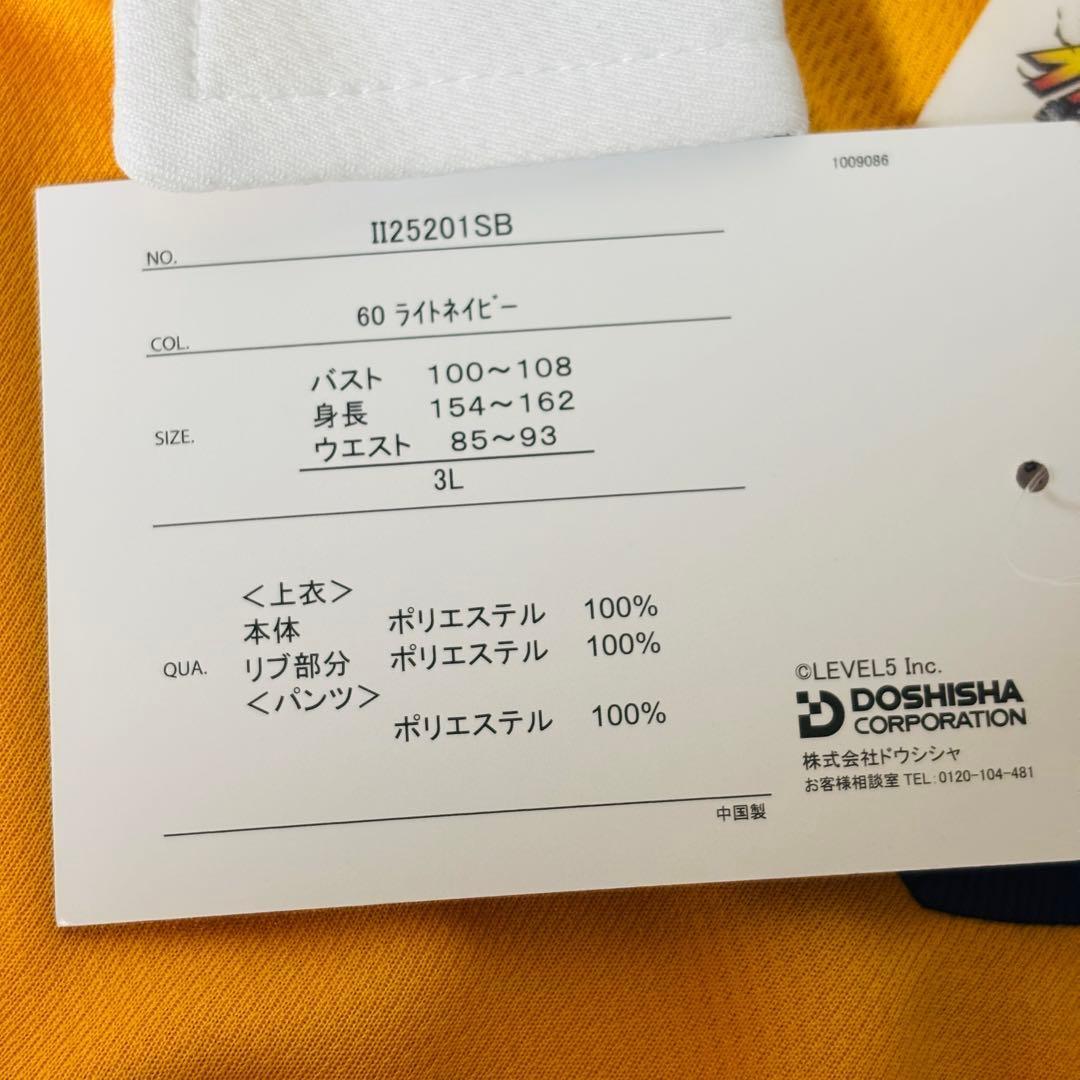 1009086
NO. II25201SB
COL. 60 ﾗｲﾄﾈｲﾋﾞｰ
バスト 100～108
身長 154～162
SIZE. ウエスト 85～93
3L
＜上衣＞
本体 ポリエステル 100%
QUA. リブ部分 ポリエステル 100%
＜パンツ＞
ポリエステル 100%
中国製
©LEVEL5 Inc.
DOSHISHA
CORPORATION
株式会社ドウシシャ
お客様相談室 TEL:0120-104-481